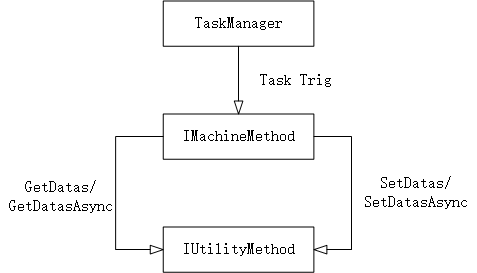 TaskManager
Task Trig
IMachineMethod
GetDatas/
GetDatasAsync
SetDatas/
SetDatasAsync
IUtilityMethod